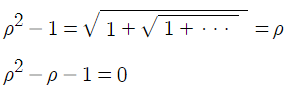 ρ² − 1 = √(1 + √(1 + ···)) = ρ
ρ² − ρ − 1 = 0